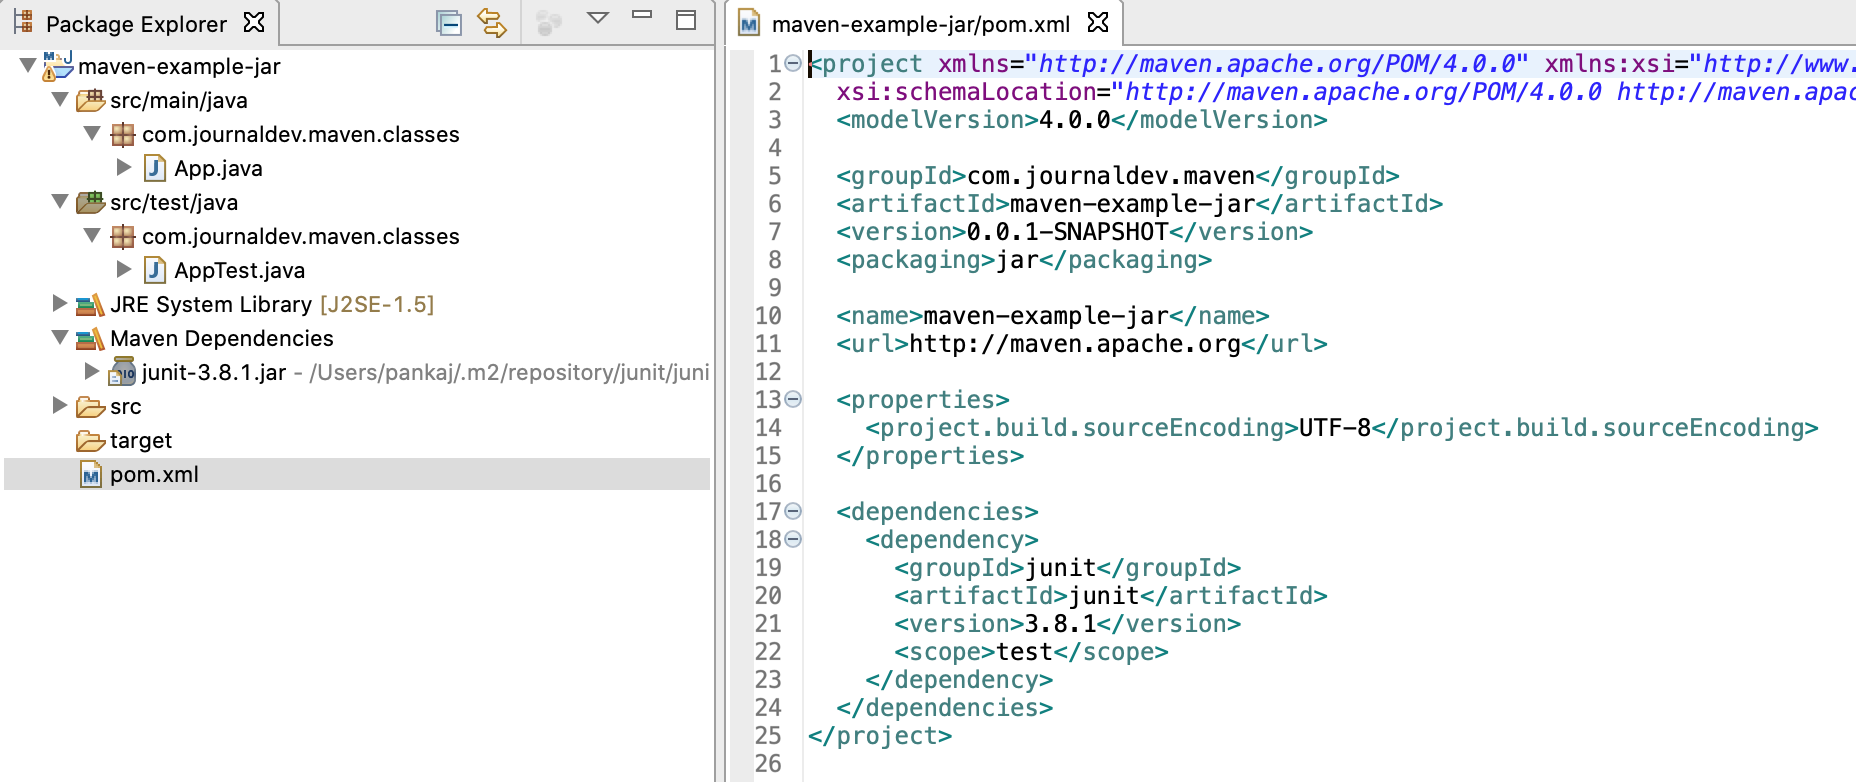 Package Explorer
maven-example-jar
src/main/java
com.journaldev.maven.classes
App.java
src/test/java
com.journaldev.maven.classes
AppTest.java
JRE System Library [J2SE-1.5]
Maven Dependencies
junit-3.8.1.jar - /Users/pankaj/.m2/repository/junit/juni
src
target
pom.xml
maven-example-jar/pom.xml
1 <project xmlns="http://maven.apache.org/POM/4.0.0" xmlns:xsi="http://www.
2 xsi:schemaLocation="http://maven.apache.org/POM/4.0.0 http://maven.apac
3 <modelVersion>4.0.0</modelVersion>
4
5 <groupId>com.journaldev.maven</groupId>
6 <artifactId>maven-example-jar</artifactId>
7 <version>0.0.1-SNAPSHOT</version>
8 <packaging>jar</packaging>
9
10 <name>maven-example-jar</name>
11 <url>http://maven.apache.org</url>
12
13 <properties>
14 <project.build.sourceEncoding>UTF-8</project.build.sourceEncoding>
15 </properties>
16
17 <dependencies>
18 <dependency>
19 <groupId>junit</groupId>
20 <artifactId>junit</artifactId>
21 <version>3.8.1</version>
22 <scope>test</scope>
23 </dependency>
24 </dependencies>
25 </project>
26